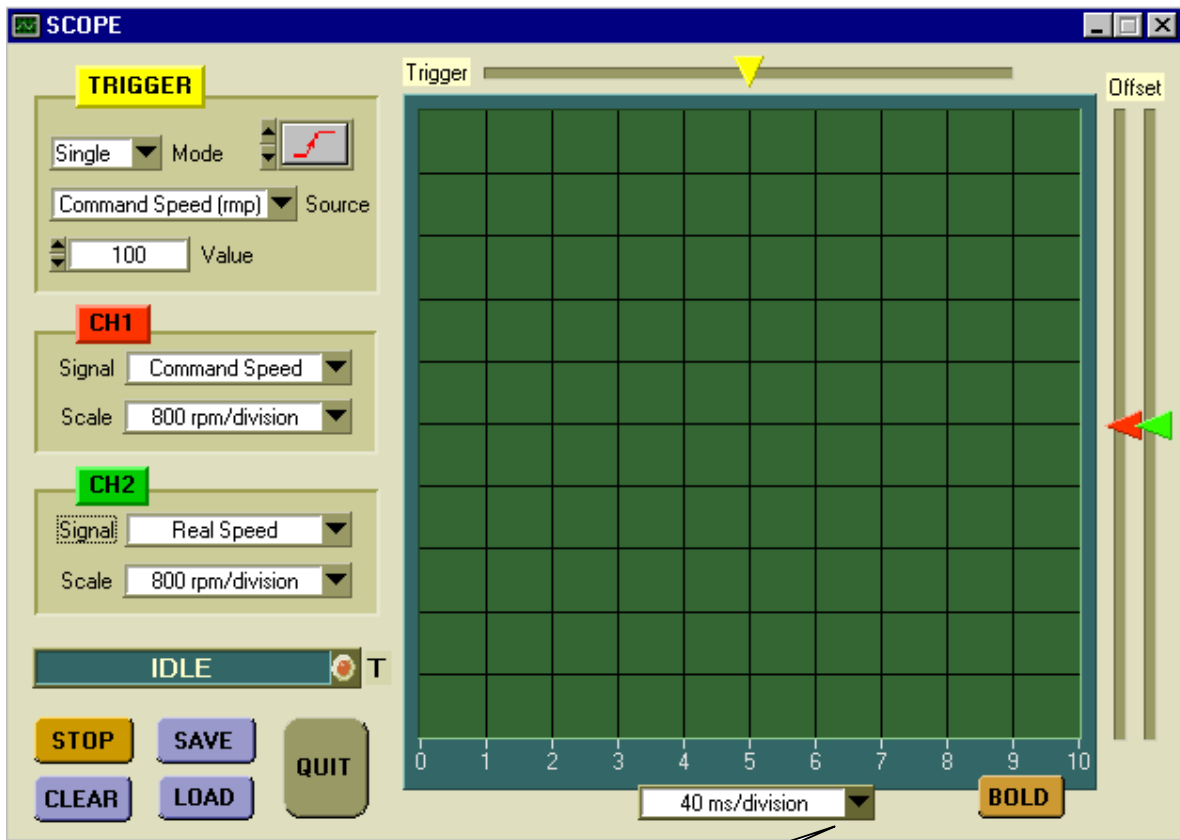 SCOPE
TRIGGER
Single Mode
Command Speed (rmp) Source
100 Value
CH1
Signal Command Speed
Scale 800 rpm/division
CH2
Signal Real Speed
Scale 800 rpm/division
IDLE T
STOP SAVE
QUIT
CLEAR LOAD
Trigger
Offset
0 1 2 3 4 5 6 7 8 9 10
40 ms/division
BOLD